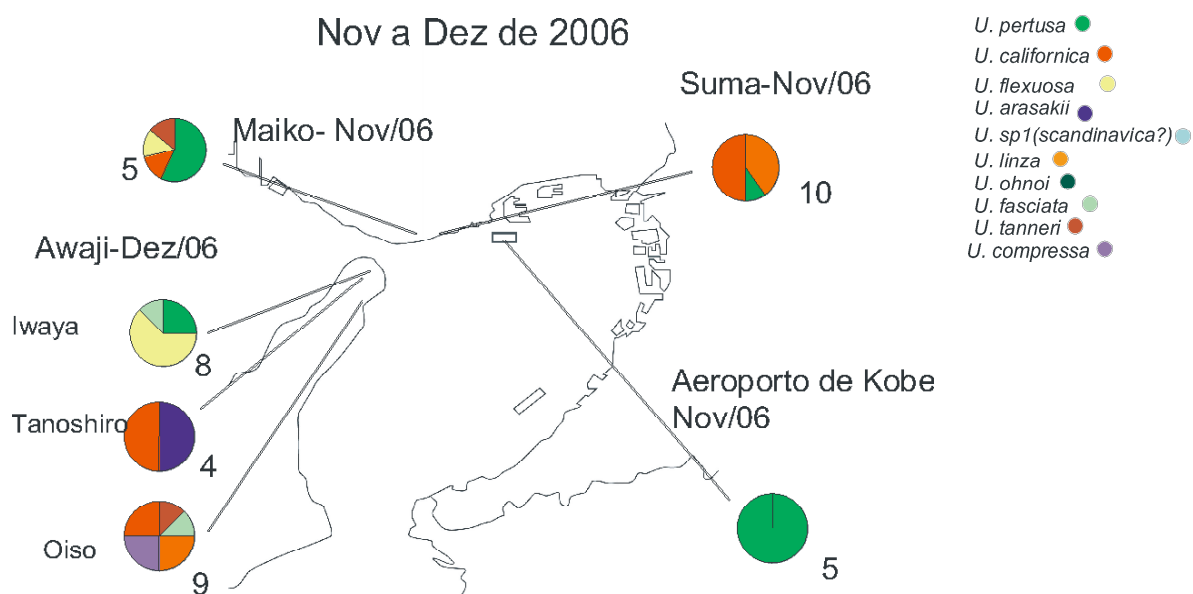 Nov a Dez de 2006
U. pertusa
U. californica
U. flexuosa
U. arasakii
U. sp1(scandinavica?)
U. linza
U. ohnoi
U. fasciata
U. tanneri
U. compressa
Suma-Nov/06
10
Maiko- Nov/06
5
Awaji-Dez/06
Iwaya
8
Tanoshiro
4
Oiso
9
Aeroporto de Kobe
Nov/06
5